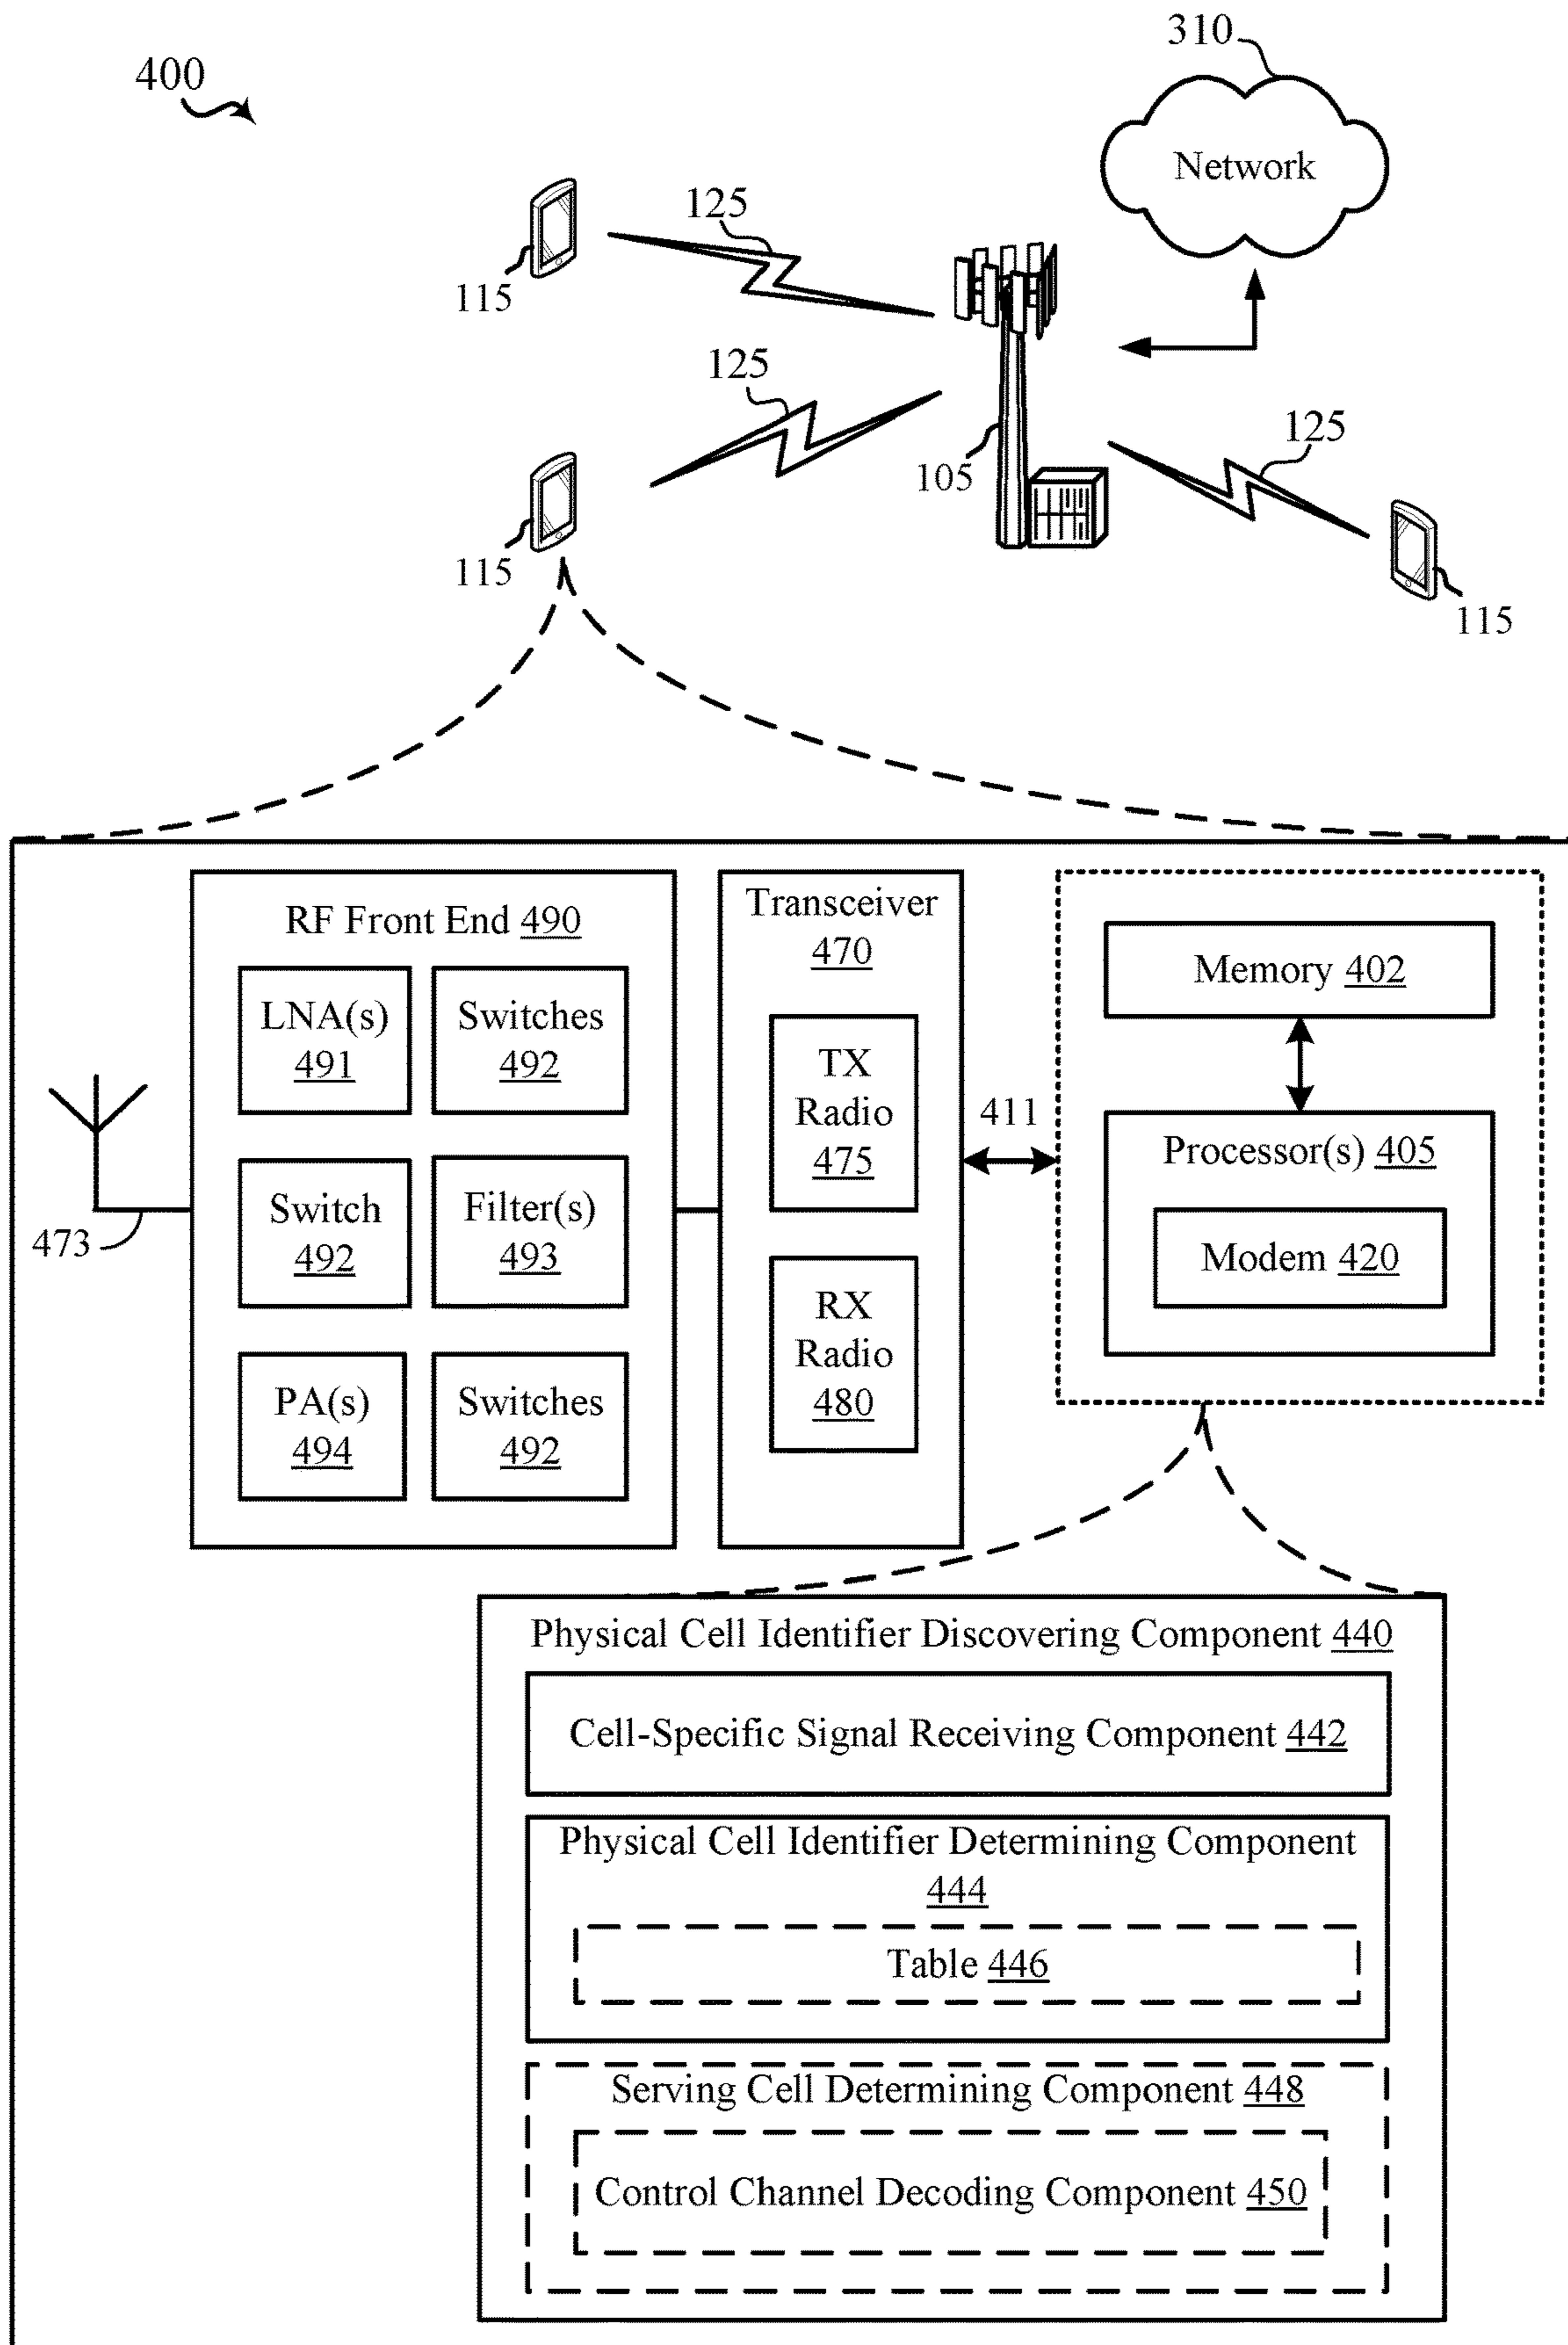 400
310
Network
125
115
125
105
125
115
115
RF Front End 490
LNA(s)
491
Switches
492
Switch
492
Filter(s)
493
PA(s)
494
Switches
492
473
Transceiver
470
TX
Radio
475
RX
Radio
480
411
Memory 402
Processor(s) 405
Modem 420
Physical Cell Identifier Discovering Component 440
Cell-Specific Signal Receiving Component 442
Physical Cell Identifier Determining Component
444
Table 446
Serving Cell Determining Component 448
Control Channel Decoding Component 450